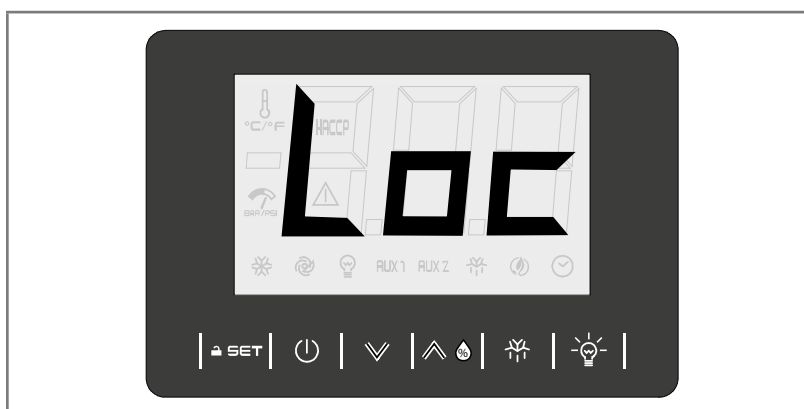 °C/°F
HACCP
Loc
BAR/PSI
AUX 1 AUX 2
SET
%